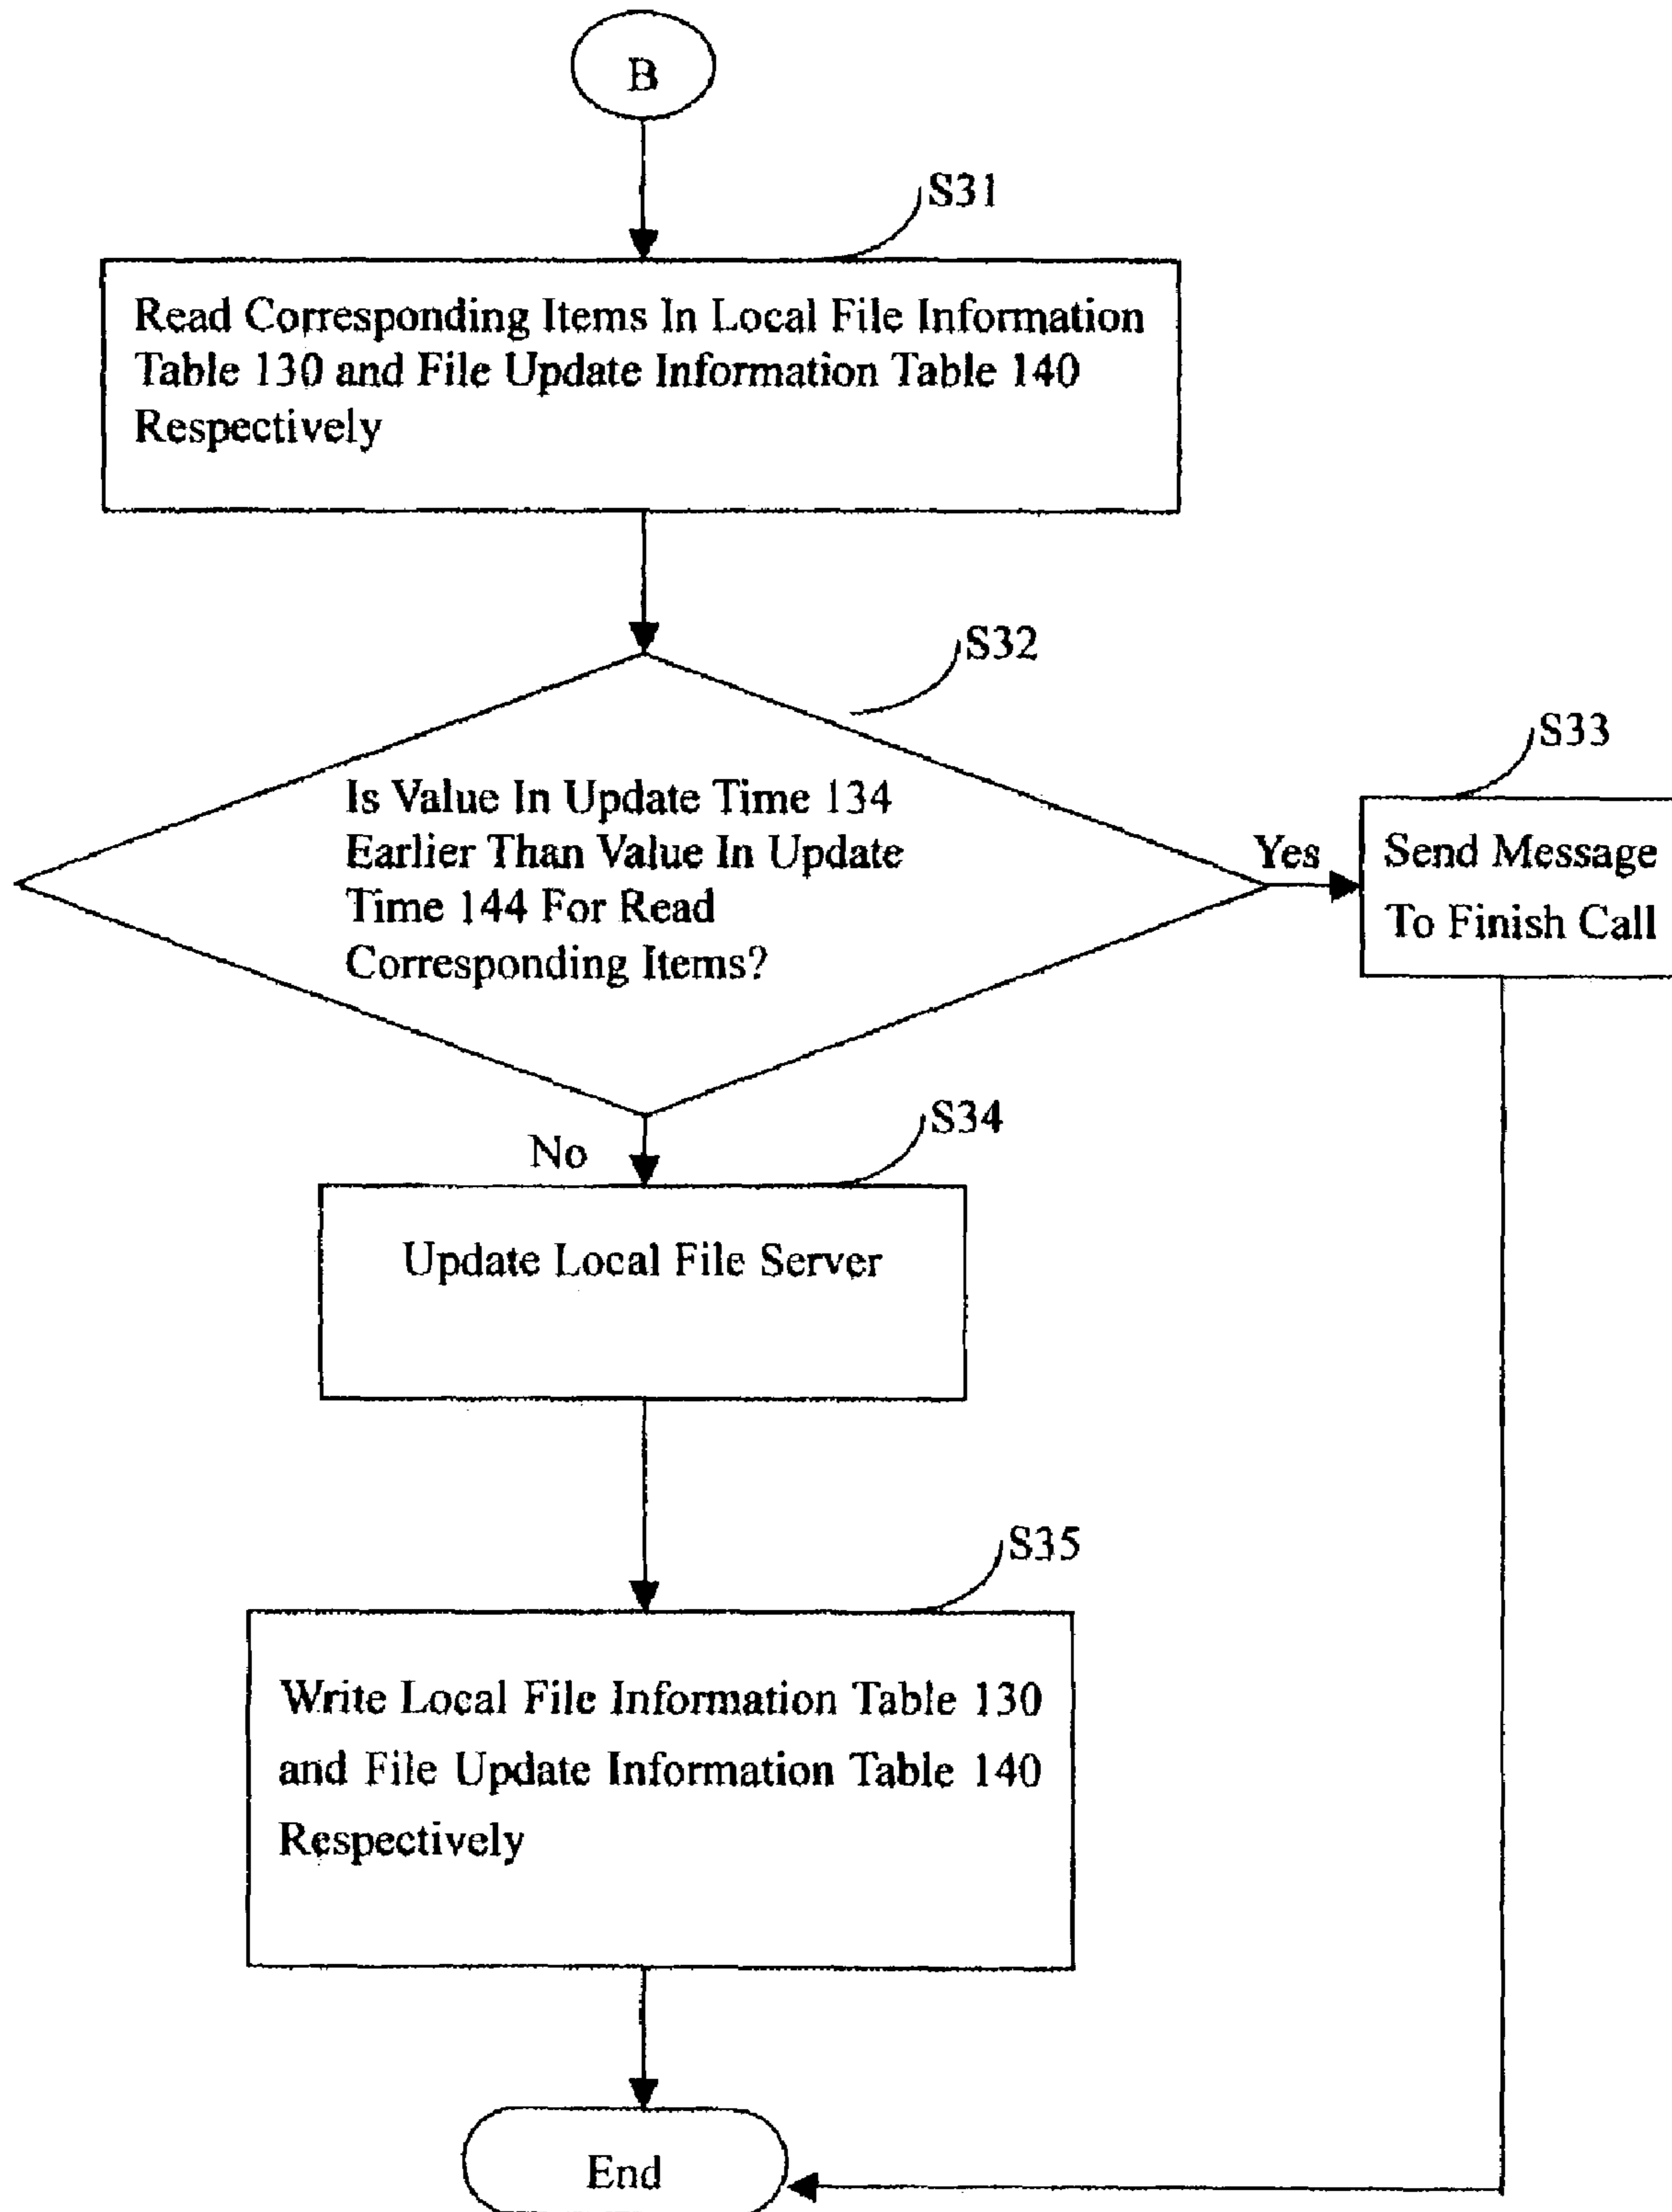 B
S31
Read Corresponding Items In Local File Information
Table 130 and File Update Information Table 140
Respectively
S32
Is Value In Update Time 134
Earlier Than Value In Update
Time 144 For Read
Corresponding Items?
Yes
S33
Send Message
To Finish Call
No
S34
Update Local File Server
S35
Write Local File Information Table 130
and File Update Information Table 140
Respectively
End